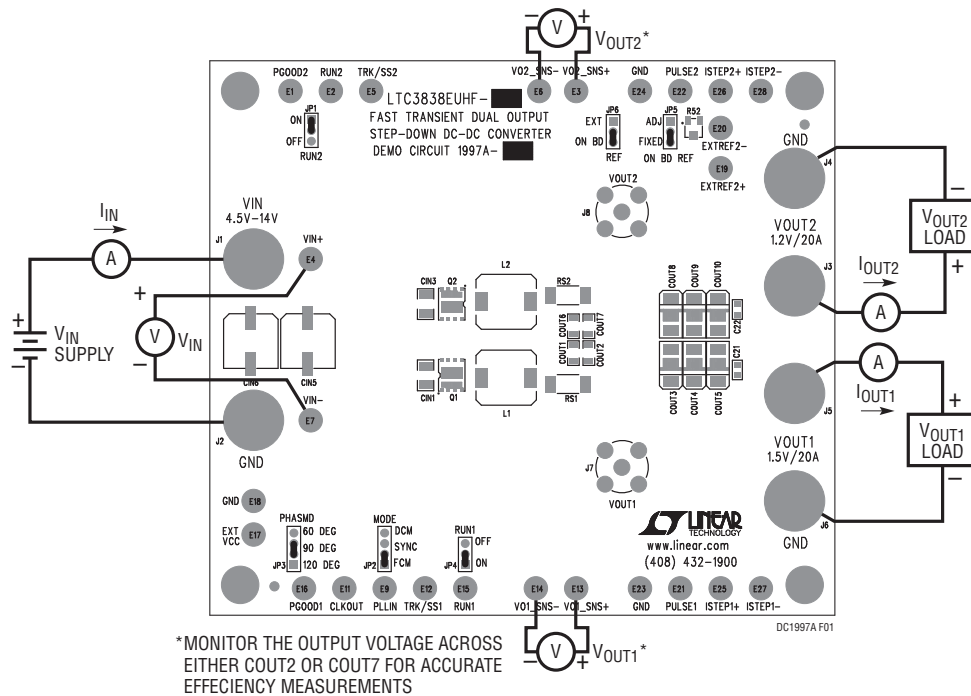 − V +
VOUT2*
PGOOD2 RUN2 TRK/SS2 VO2_SNS- VO2_SNS+ GND PULSE2 ISTEP2+ ISTEP2-
E1 E2 E5 E6 E3 E24 E22 E26 E28
LTC3838EUHF-
FAST TRANSIENT DUAL OUTPUT
STEP-DOWN DC-DC CONVERTER
DEMO CIRCUIT 1997A-
JP1
ON
OFF
RUN2
JP6
EXT
ON BD
REF
JP5
ADJ
FIXED
ON BD REF
R52
E20
EXTREF2-
E19
EXTREF2+
GND
J4
VOUT2
J8
VOUT2
1.2V/20A
J3
−
VOUT2
LOAD
+
IOUT2
A
IIN
A
VIN
4.5V-14V
J1
VIN+
E4
+
V
−
VIN
+
VIN
SUPPLY
−
CIN6
CIN5
VIN-
E7
J2
GND
CIN3
Q2
L2
RS2
COUT6
COUT7
COUT1
COUT2
CIN1
Q1
L1
RS1
COUT8
COUT9
COUT10
C22
C21
COUT3
COUT4
COUT5
A
IOUT1
J5
VOUT1
1.5V/20A
+
VOUT1
LOAD
−
J6
GND
J7
VOUT1
GND E18
EXT
VCC
E17
PHASMD
60 DEG
90 DEG
120 DEG
JP3
MODE
DCM
SYNC
FCM
JP2
RUN1
OFF
ON
JP4
LINEAR
TECHNOLOGY
www.linear.com
(408) 432-1900
E16 E11 E9 E12 E15 E14 E13 E23 E21 E25 E27
PGOOD1 CLKOUT PLLIN TRK/SS1 RUN1 VO1_SNS- VO1_SNS+ GND PULSE1 ISTEP1+ ISTEP1-
DC1997A F01
− V +
VOUT1*
*MONITOR THE OUTPUT VOLTAGE ACROSS
EITHER COUT2 OR COUT7 FOR ACCURATE
EFFECIENCY MEASUREMENTS